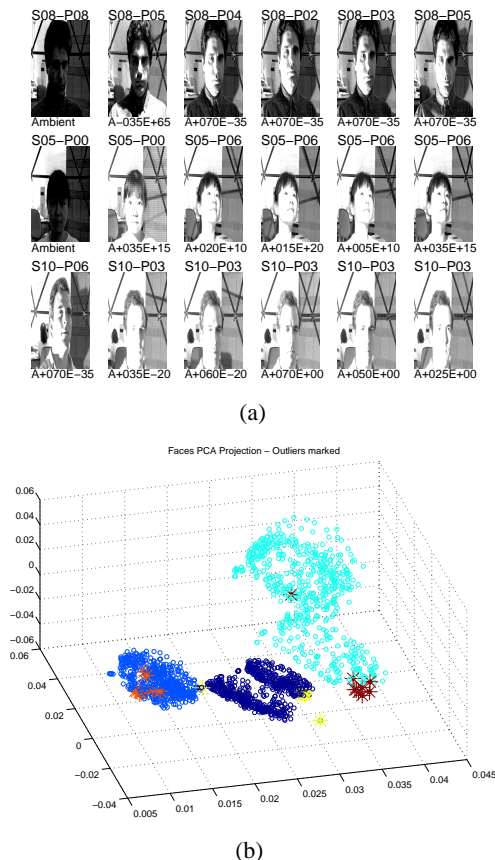 S08–P08 S08–P05 S08–P04 S08–P02 S08–P03 S08–P05
Ambient A–035E+65 A+070E–35 A+070E–35 A+070E–35 A+070E–35
S05–P00 S05–P00 S05–P06 S05–P06 S05–P06 S05–P06
Ambient A+035E+15 A+020E+10 A+015E+20 A+005E+10 A+035E+15
S10–P06 S10–P03 S10–P03 S10–P03 S10–P03 S10–P03
A+070E–35 A+035E–20 A+060E–20 A+070E+00 A+050E+00 A+025E+00
(a)
Faces PCA Projection – Outliers marked
0.06
0.04
0.02
0
−0.02
−0.04
−0.06
0.06
0.04
0.02
0
−0.02
−0.04
0.005 0.01 0.015 0.02 0.025 0.03 0.035 0.04 0.045
(b)